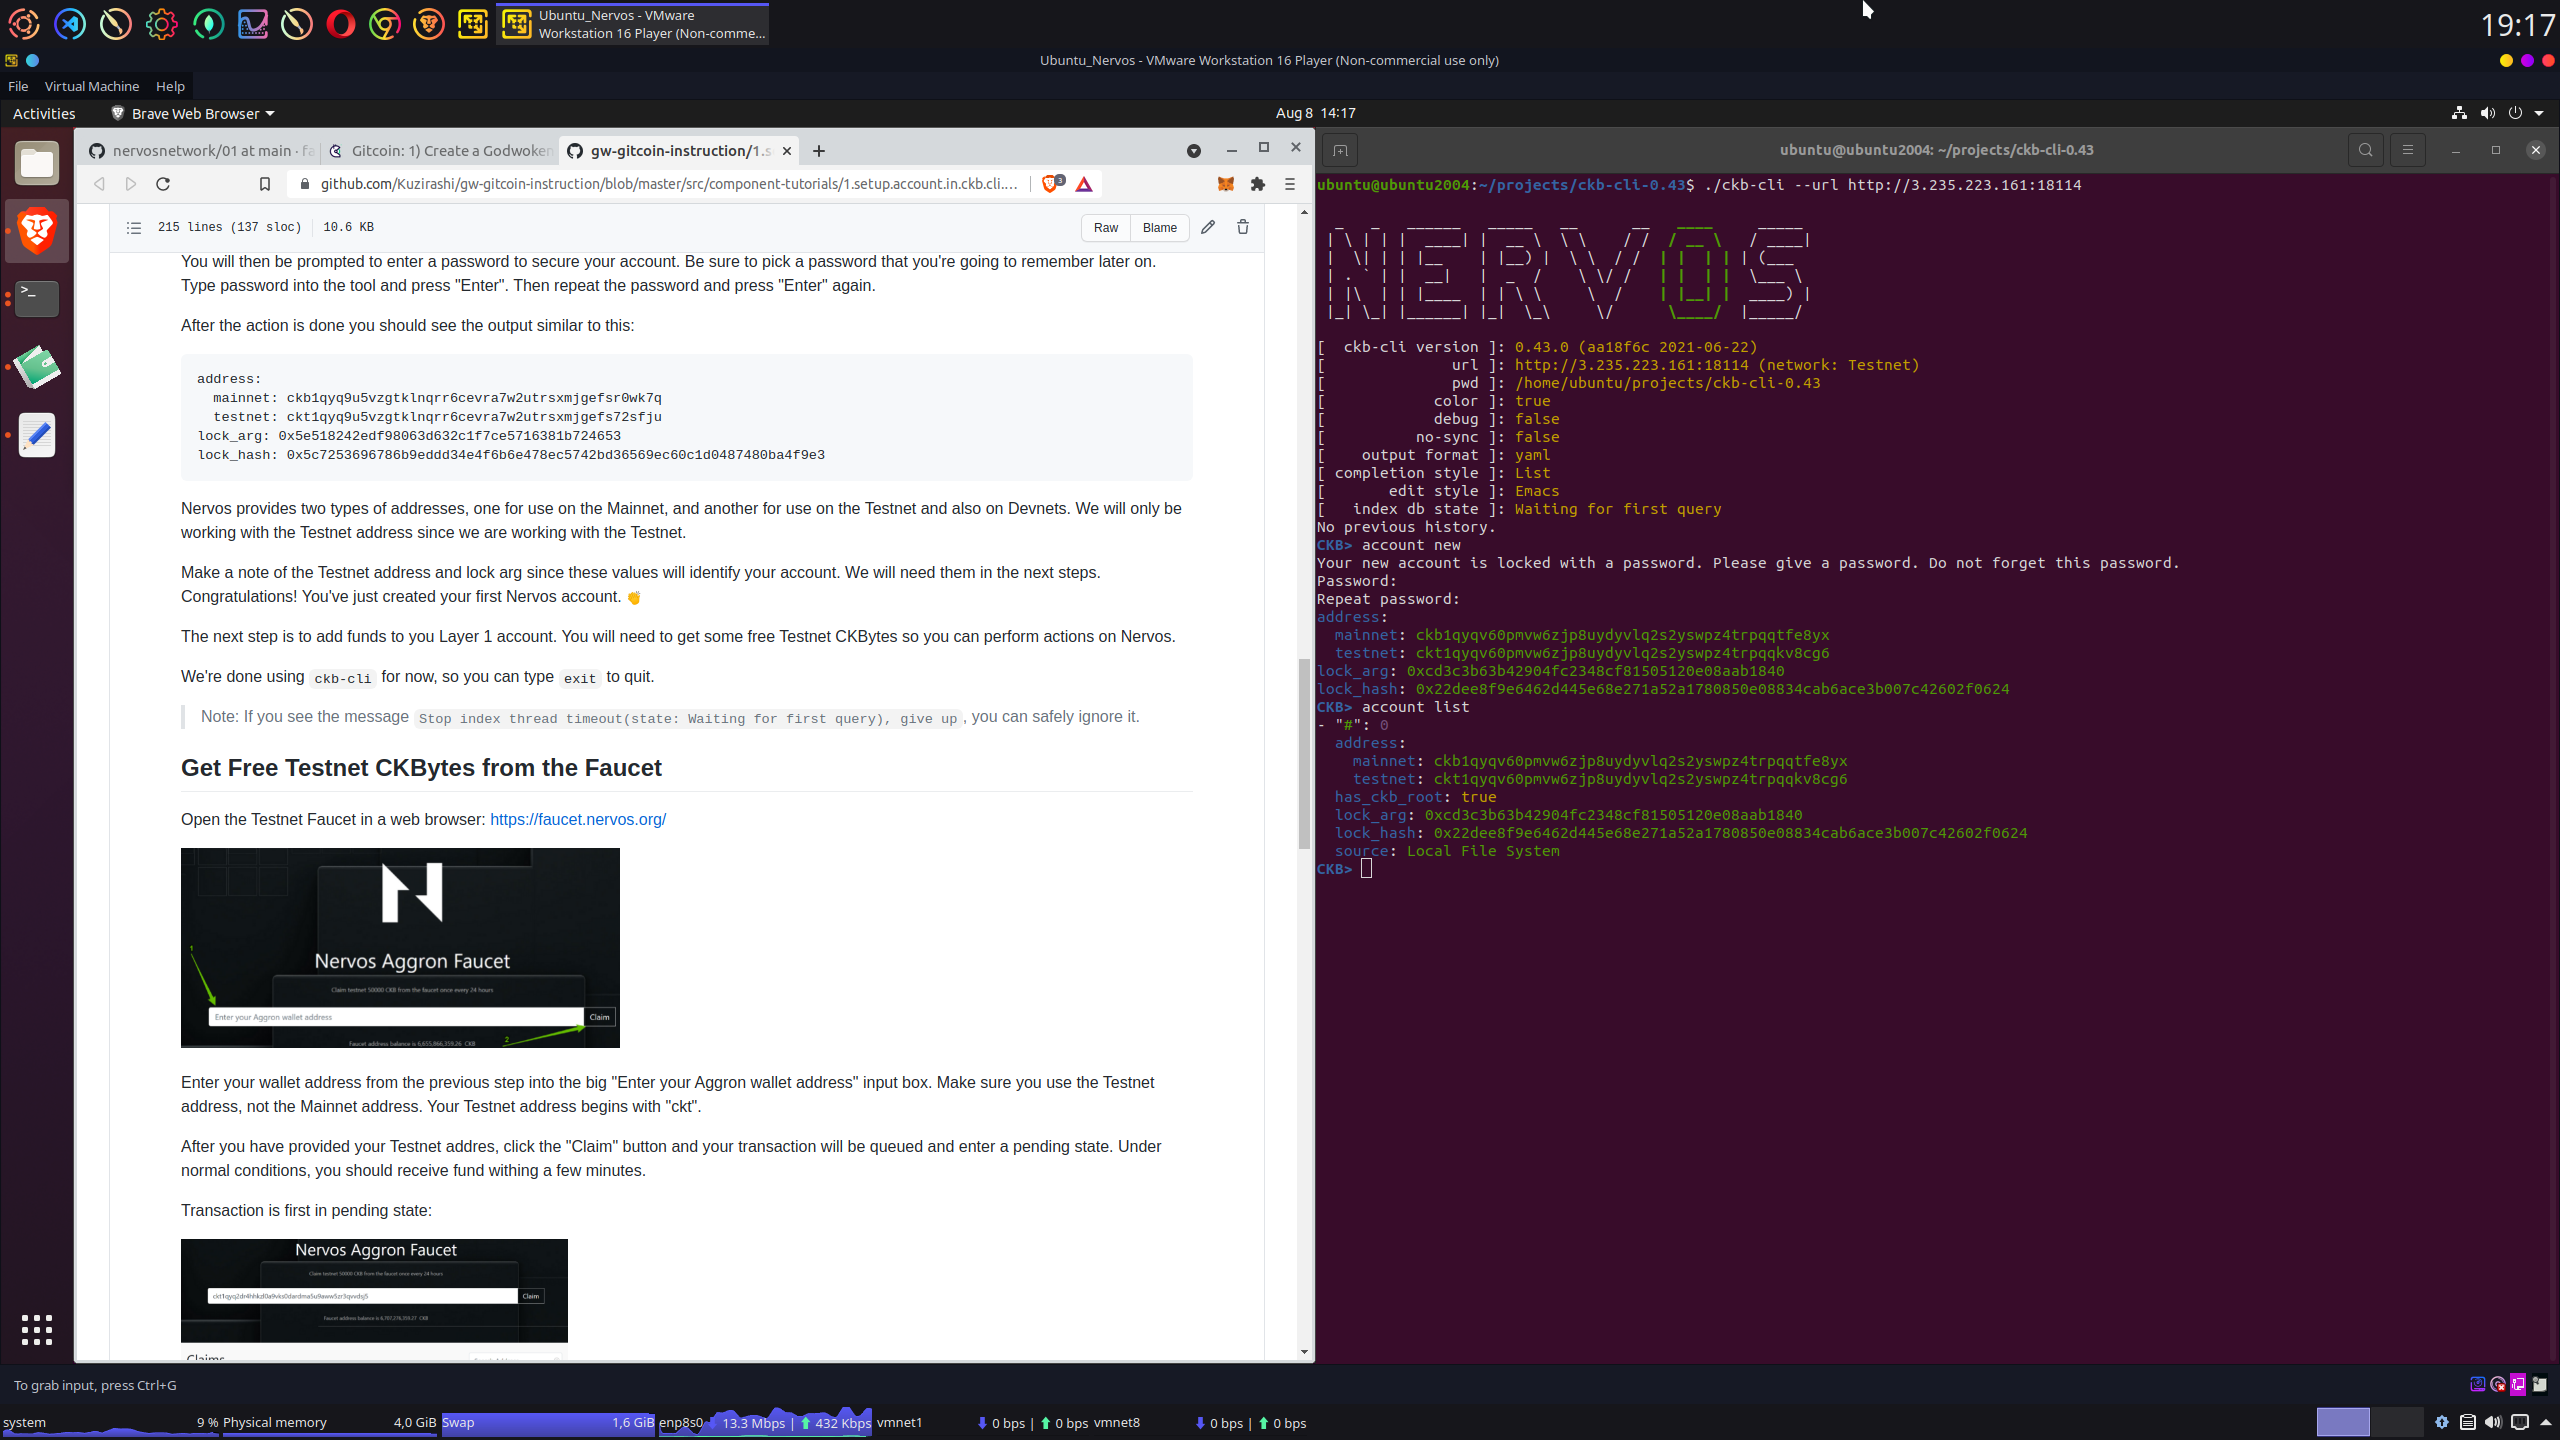 Ubuntu_Nervos - VMware
Workstation 16 Player (Non-comme...
19:17
Ubuntu_Nervos - VMware Workstation 16 Player (Non-commercial use only)
File Virtual Machine Help
Activities Brave Web Browser Aug 8 14:17
nervosnetwork/01 at main · fa Gitcoin: 1) Create a Godwoken gw-gitcoin-instruction/1.s
github.com/Kuzirashi/gw-gitcoin-instruction/blob/master/src/component-tutorials/1.setup.account.in.ckb.cli....
215 lines (137 sloc) 10.6 KB Raw Blame
You will then be prompted to enter a password to secure your account. Be sure to pick a password that you're going to remember later on.
Type password into the tool and press "Enter". Then repeat the password and press "Enter" again.
After the action is done you should see the output similar to this:
address:
mainnet: ckb1qyq9u5vzgtklnqrr6cevra7w2utrsxmjgefsr0wk7q
testnet: ckt1qyq9u5vzgtklnqrr6cevra7w2utrsxmjgefs72sfju
lock_arg: 0x5e518242edf98063d632c1f7ce5716381b724653
lock_hash: 0x5c7253696786b9eddd34e4f6b6e478ec5742bd36569ec60c1d0487480ba4f9e3
Nervos provides two types of addresses, one for use on the Mainnet, and another for use on the Testnet and also on Devnets. We will only be
working with the Testnet address since we are working with the Testnet.
Make a note of the Testnet address and lock arg since these values will identify your account. We will need them in the next steps.
Congratulations! You've just created your first Nervos account. 👏
The next step is to add funds to you Layer 1 account. You will need to get some free Testnet CKBytes so you can perform actions on Nervos.
We're done using ckb-cli for now, so you can type exit to quit.
Note: If you see the message Stop index thread timeout(state: Waiting for first query), give up, you can safely ignore it.
Get Free Testnet CKBytes from the Faucet
Open the Testnet Faucet in a web browser: https://faucet.nervos.org/
1
Nervos Aggron Faucet
Claim testnet 50000 CKB from the faucet once every 24 hours
Enter your Aggron wallet address Claim
2
Faucet address balance is 6,655,866,359.26 CKB
Enter your wallet address from the previous step into the big "Enter your Aggron wallet address" input box. Make sure you use the Testnet
address, not the Mainnet address. Your Testnet address begins with "ckt".
After you have provided your Testnet addres, click the "Claim" button and your transaction will be queued and enter a pending state. Under
normal conditions, you should receive fund withing a few minutes.
Transaction is first in pending state:
Nervos Aggron Faucet
Claim testnet 50000 CKB from the faucet once every 24 hours
Claim
Claims
ubuntu@ubuntu2004: ~/projects/ckb-cli-0.43
ubuntu@ubuntu2004:~/projects/ckb-cli-0.43$ ./ckb-cli --url http://3.235.223.161:18114
NERVOS
[ ckb-cli version ]: 0.43.0 (aa18f6c 2021-06-22)
[ url ]: http://3.235.223.161:18114 (network: Testnet)
[ pwd ]: /home/ubuntu/projects/ckb-cli-0.43
[ color ]: true
[ debug ]: false
[ no-sync ]: false
[ output format ]: yaml
[ completion style ]: List
[ edit style ]: Emacs
[ index db state ]: Waiting for first query
No previous history.
CKB> account new
Your new account is locked with a password. Please give a password. Do not forget this password.
Password:
Repeat password:
address:
mainnet: ckb1qyqv60pmvw6zjp8uydyvlq2s2yswpz4trpqqtfe8yx
testnet: ckt1qyqv60pmvw6zjp8uydyvlq2s2yswpz4trpqqkv8cg6
lock_arg: 0xcd3c3b63b42904fc2348cf81505120e08aab1840
lock_hash: 0x22dee8f9e6462d445e68e271a52a1780850e08834cab6ace3b007c42602f0624
CKB> account list
- "#": 0
address:
mainnet: ckb1qyqv60pmvw6zjp8uydyvlq2s2yswpz4trpqqtfe8yx
testnet: ckt1qyqv60pmvw6zjp8uydyvlq2s2yswpz4trpqqkv8cg6
has_ckb_root: true
lock_arg: 0xcd3c3b63b42904fc2348cf81505120e08aab1840
lock_hash: 0x22dee8f9e6462d445e68e271a52a1780850e08834cab6ace3b007c42602f0624
source: Local File System
CKB>
To grab input, press Ctrl+G
system 9 % Physical memory 4,0 GiB Swap 1,6 GiB enp8s0 13.3 Mbps | 432 Kbps vmnet1 0 bps | 0 bps vmnet8 0 bps | 0 bps